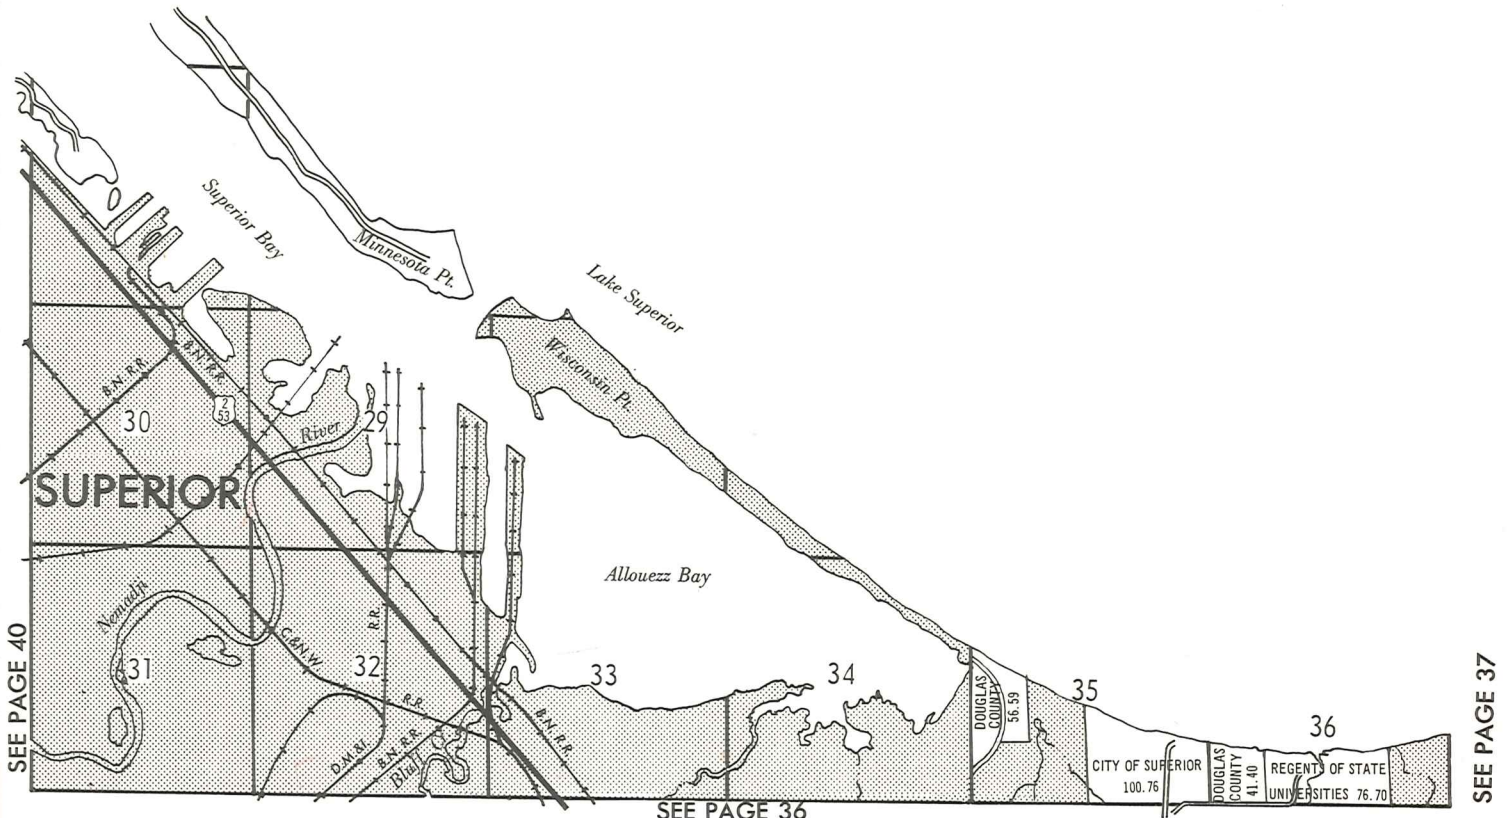 Superior Bay
Minnesota Pt.
Lake Superior
Wisconsin Pt.
B.N. R.R.
B.N. R.R.
2
53
30
29
River
SUPERIOR
Allouezz Bay
Nemadji
31
C.&N.W.
R.R.
32
R.R.
33
34
35
36
DOUGLAS
COUNTY
56.59
D.M.&I.
B.N. R.R.
B.N. R.R.
Bluff
CITY OF SUPERIOR
100.76
DOUGLAS
COUNTY
41.40
REGENTS OF STATE
UNIVERSITIES 76.70
SEE PAGE 40
SEE PAGE 36
SEE PAGE 37